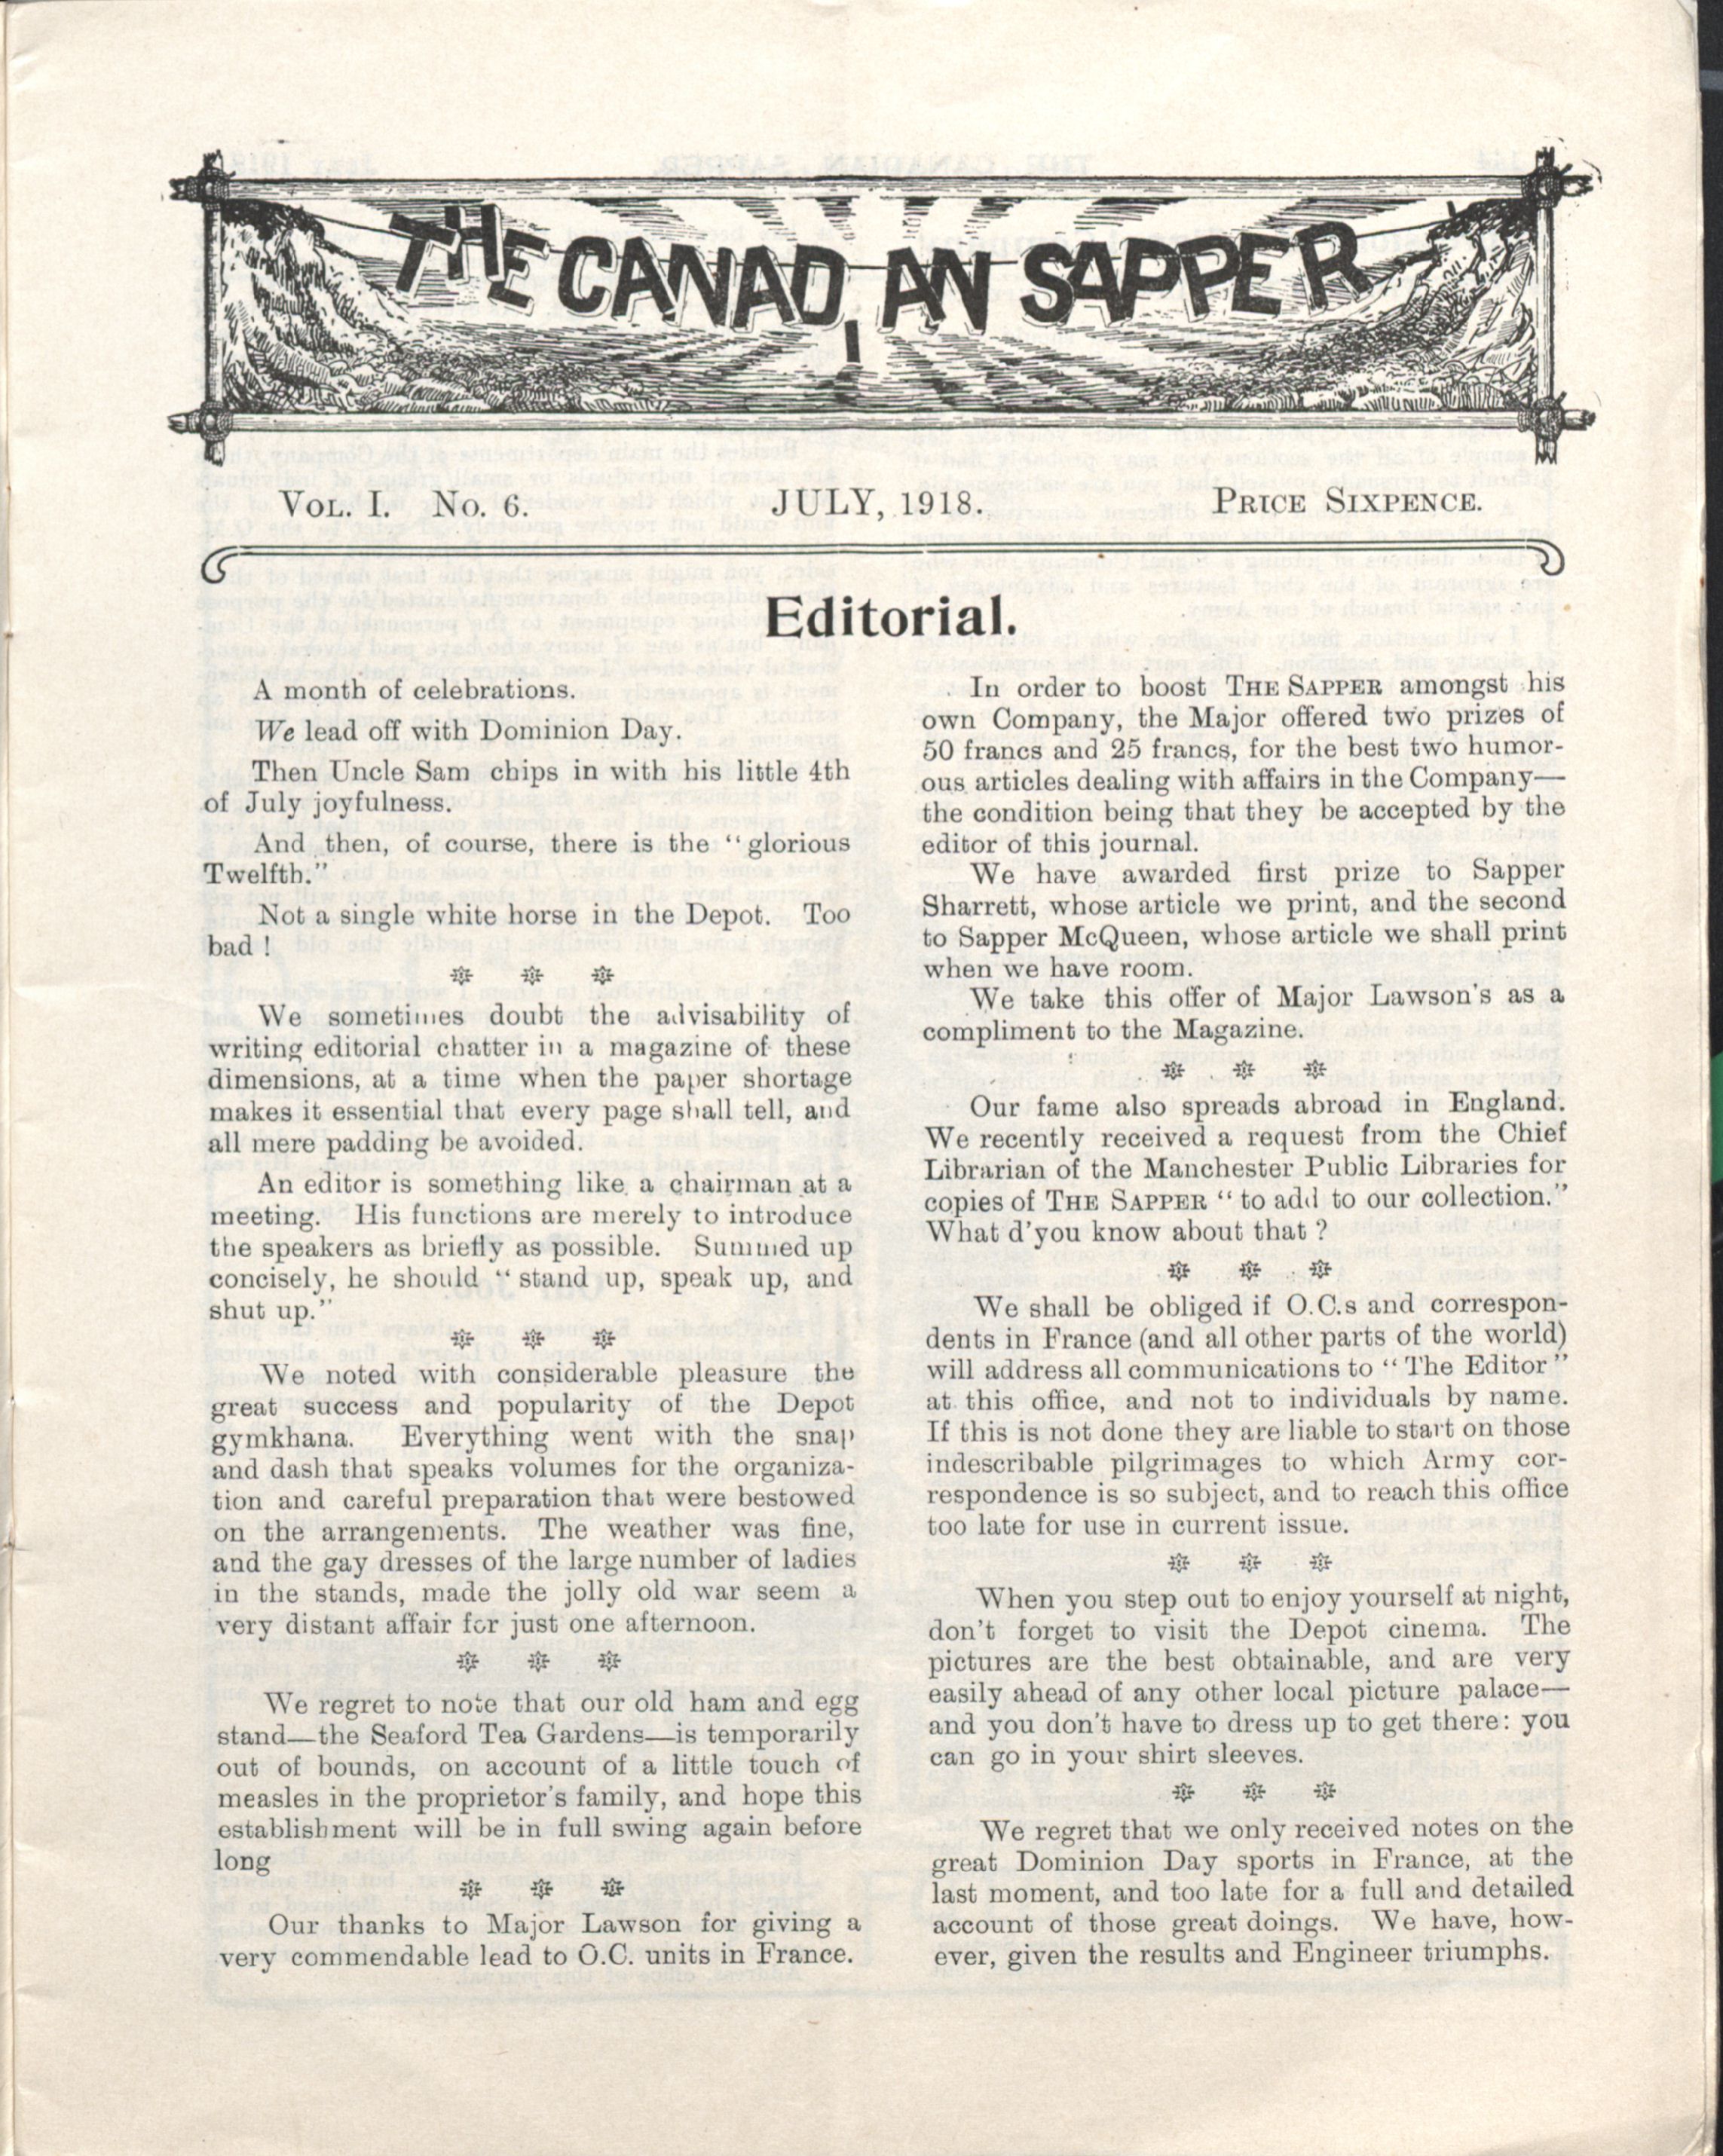 THE CANADIAN SAPPER
VOL. I. No. 6.
JULY, 1918.
PRICE SIXPENCE.
Editorial.
A month of celebrations.
We lead off with Dominion Day.
Then Uncle Sam chips in with his little 4th
of July joyfulness.
And then, of course, there is the "glorious
Twelfth."
Not a single white horse in the Depot. Too
bad !
We sometimes doubt the advisability of
writing editorial chatter in a magazine of these
dimensions, at a time when the paper shortage
makes it essential that every page shall tell, and
all mere padding be avoided.
An editor is something like a chairman at a
meeting. His functions are merely to introduce
the speakers as briefly as possible. Summed up
concisely, he should "stand up, speak up, and
shut up."
We noted with considerable pleasure the
great success and popularity of the Depot
gymkhana. Everything went with the snap
and dash that speaks volumes for the organiza-
tion and careful preparation that were bestowed
on the arrangements. The weather was fine,
and the gay dresses of the large number of ladies
in the stands, made the jolly old war seem a
very distant affair for just one afternoon.
We regret to note that our old ham and egg
stand—the Seaford Tea Gardens—is temporarily
out of bounds, on account of a little touch of
measles in the proprietor's family, and hope this
establishment will be in full swing again before
long
Our thanks to Major Lawson for giving a
very commendable lead to O.C. units in France.
In order to boost THE SAPPER amongst his
own Company, the Major offered two prizes of
50 francs and 25 francs, for the best two humor-
ous articles dealing with affairs in the Company—
the condition being that they be accepted by the
editor of this journal.
We have awarded first prize to Sapper
Sharrett, whose article we print, and the second
to Sapper McQueen, whose article we shall print
when we have room.
We take this offer of Major Lawson's as a
compliment to the Magazine.
Our fame also spreads abroad in England.
We recently received a request from the Chief
Librarian of the Manchester Public Libraries for
copies of THE SAPPER "to add to our collection."
What d'you know about that ?
We shall be obliged if O.C.s and correspon-
dents in France (and all other parts of the world)
will address all communications to "The Editor"
at this office, and not to individuals by name.
If this is not done they are liable to start on those
indescribable pilgrimages to which Army cor-
respondence is so subject, and to reach this office
too late for use in current issue.
When you step out to enjoy yourself at night,
don't forget to visit the Depot cinema. The
pictures are the best obtainable, and are very
easily ahead of any other local picture palace—
and you don't have to dress up to get there: you
can go in your shirt sleeves.
We regret that we only received notes on the
great Dominion Day sports in France, at the
last moment, and too late for a full and detailed
account of those great doings. We have, how-
ever, given the results and Engineer triumphs.